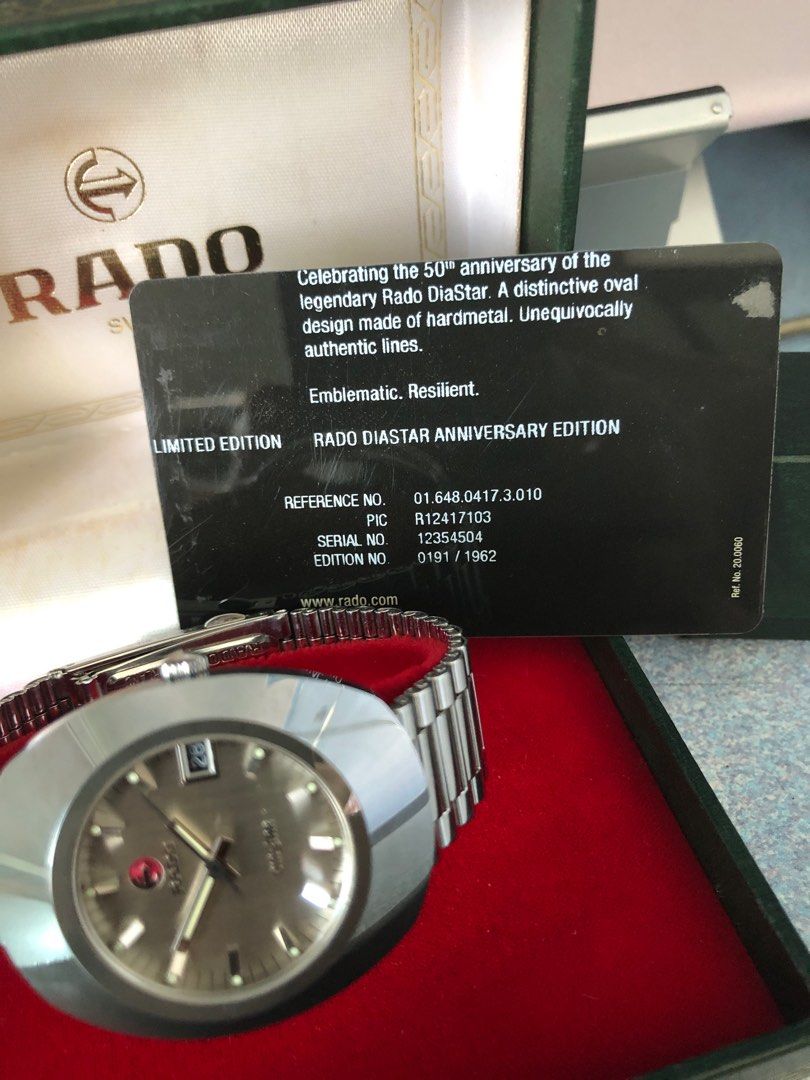 RADO
Celebrating the 50th anniversary of the
legendary Rado DiaStar. A distinctive oval
design made of hardmetal. Unequivocally
authentic lines.
Emblematic. Resilient.
LIMITED EDITION RADO DIASTAR ANNIVERSARY EDITION
REFERENCE NO. 01.648.0417.3.010
PIC R12417103
SERIAL NO. 12354504
EDITION NO. 0191 / 1962
www.rado.com
Ref. No. 20.0060
26
RADO